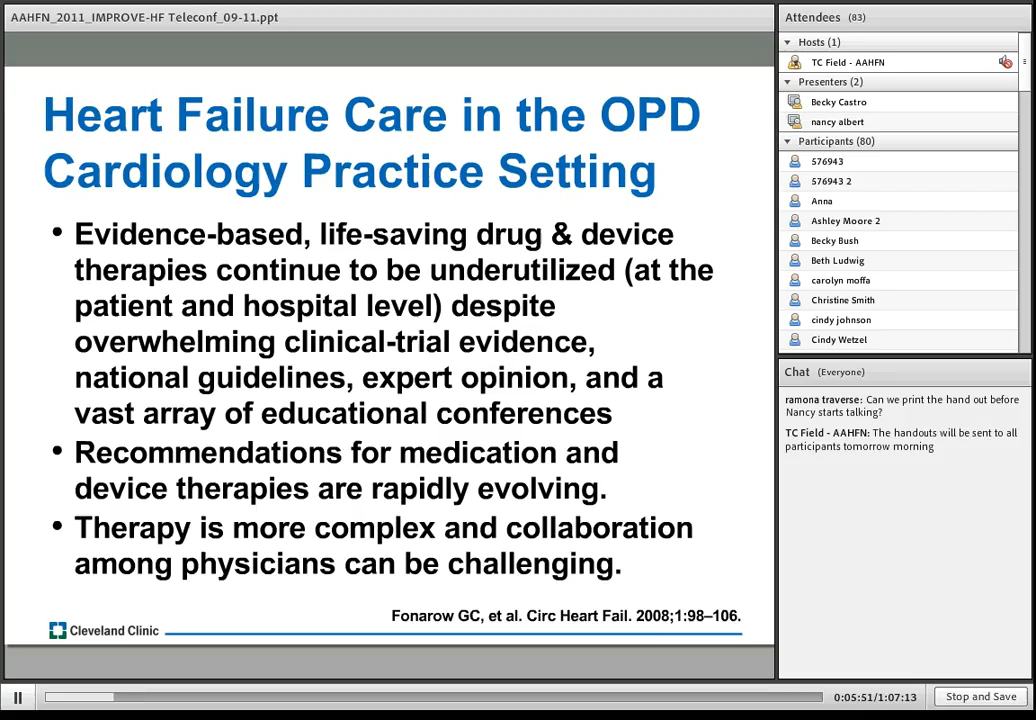 AAHFN_2011_IMPROVE-HF Teleconf_09-11.ppt
Heart Failure Care in the OPD
Cardiology Practice Setting
• Evidence-based, life-saving drug & device
therapies continue to be underutilized (at the
patient and hospital level) despite
overwhelming clinical-trial evidence,
national guidelines, expert opinion, and a
vast array of educational conferences
• Recommendations for medication and
device therapies are rapidly evolving.
• Therapy is more complex and collaboration
among physicians can be challenging.
Fonarow GC, et al. Circ Heart Fail. 2008;1:98–106.
Cleveland Clinic
Attendees (83)
Hosts (1)
TC Field - AAHFN
Presenters (2)
Becky Castro
nancy albert
Participants (80)
576943
576943 2
Anna
Ashley Moore 2
Becky Bush
Beth Ludwig
carolyn moffa
Christine Smith
cindy johnson
Cindy Wetzel
Chat (Everyone)
ramona traverse: Can we print the hand out before
Nancy starts talking?
TC Field - AAHFN: The handouts will be sent to all
participants tomorrow morning
0:05:51/1:07:13
Stop and Save